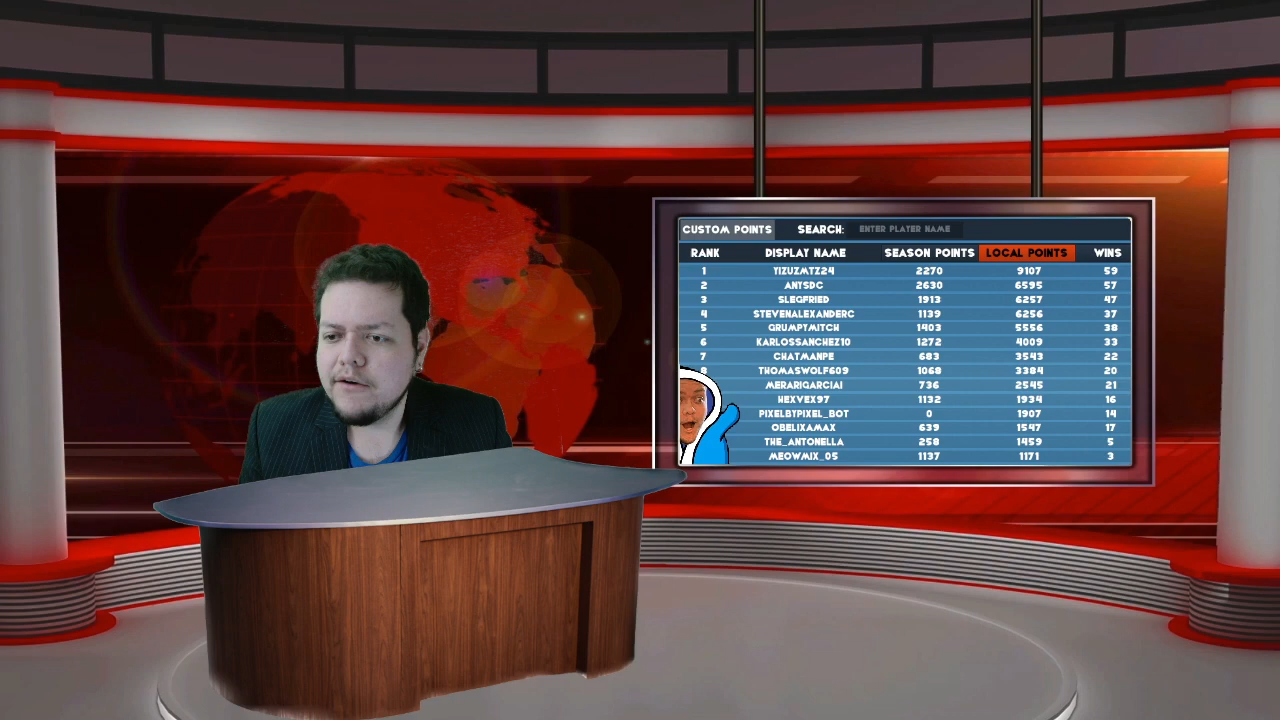 CUSTOM POINTS SEARCH: ENTER PLAYER NAME
RANK DISPLAY NAME SEASON POINTS LOCAL POINTS WINS
1 YIZUZMTZ24 2270 9107 59
2 ANTSDC 2630 6595 57
3 SLEGFRIED 1913 6257 47
4 STEVENALEXANDERC 1139 6256 37
5 GRUMPYMITCH 1403 5556 38
6 KARLOSSANCHEZ10 1272 4009 33
7 CHATMANPE 683 3543 22
8 THOMASWOLF609 1068 3384 20
MERARIGARCIA1 736 2545 21
HEXVEX97 1132 1934 16
PIXELBYPIXEL_BOT 0 1907 14
OBELIXAMAX 639 1547 17
THE_ANTONELLA 258 1459 5
MEOWMIX_05 1137 1171 3